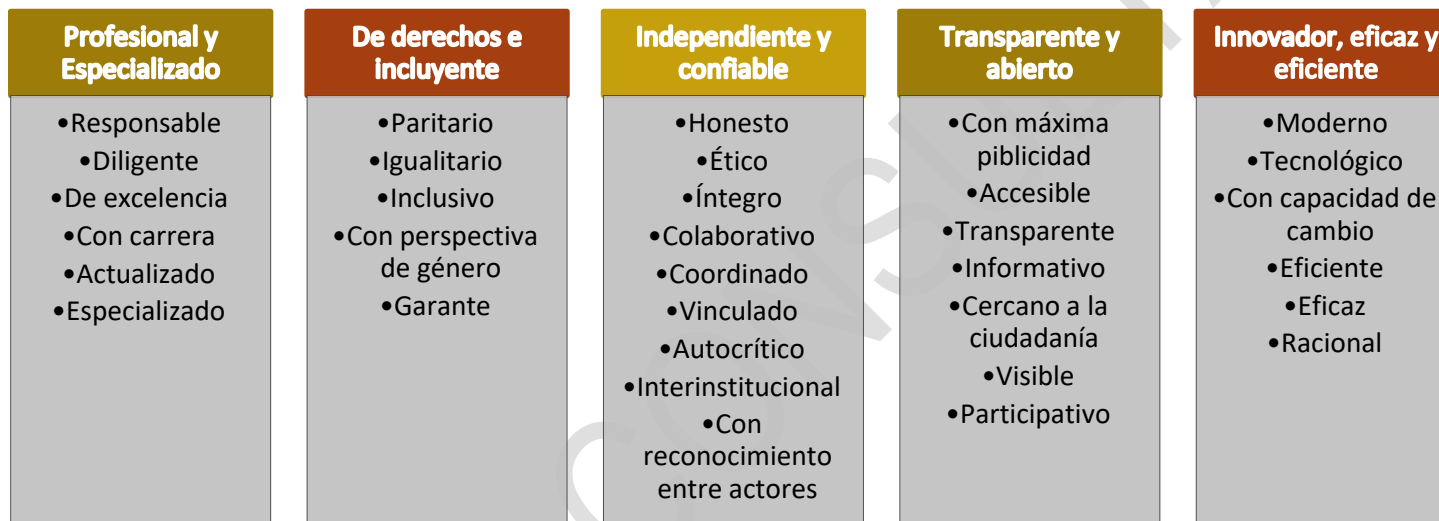 Profesional y
Especializado
•Responsable
•Diligente
•De excelencia
•Con carrera
•Actualizado
•Especializado
De derechos e
incluyente
•Paritario
•Igualitario
•Inclusivo
•Con perspectiva
de género
•Garante
Independiente y
confiable
•Honesto
•Ético
•Íntegro
•Colaborativo
•Coordinado
•Vinculado
•Autocrítico
•Interinstitucional
•Con
reconocimiento
entre actores
Transparente y
abierto
•Con máxima
piblicidad
•Accesible
•Transparente
•Informativo
•Cercano a la
ciudadanía
•Visible
•Participativo
Innovador, eficaz y
eficiente
•Moderno
•Tecnológico
•Con capacidad de
cambio
•Eficiente
•Eficaz
•Racional